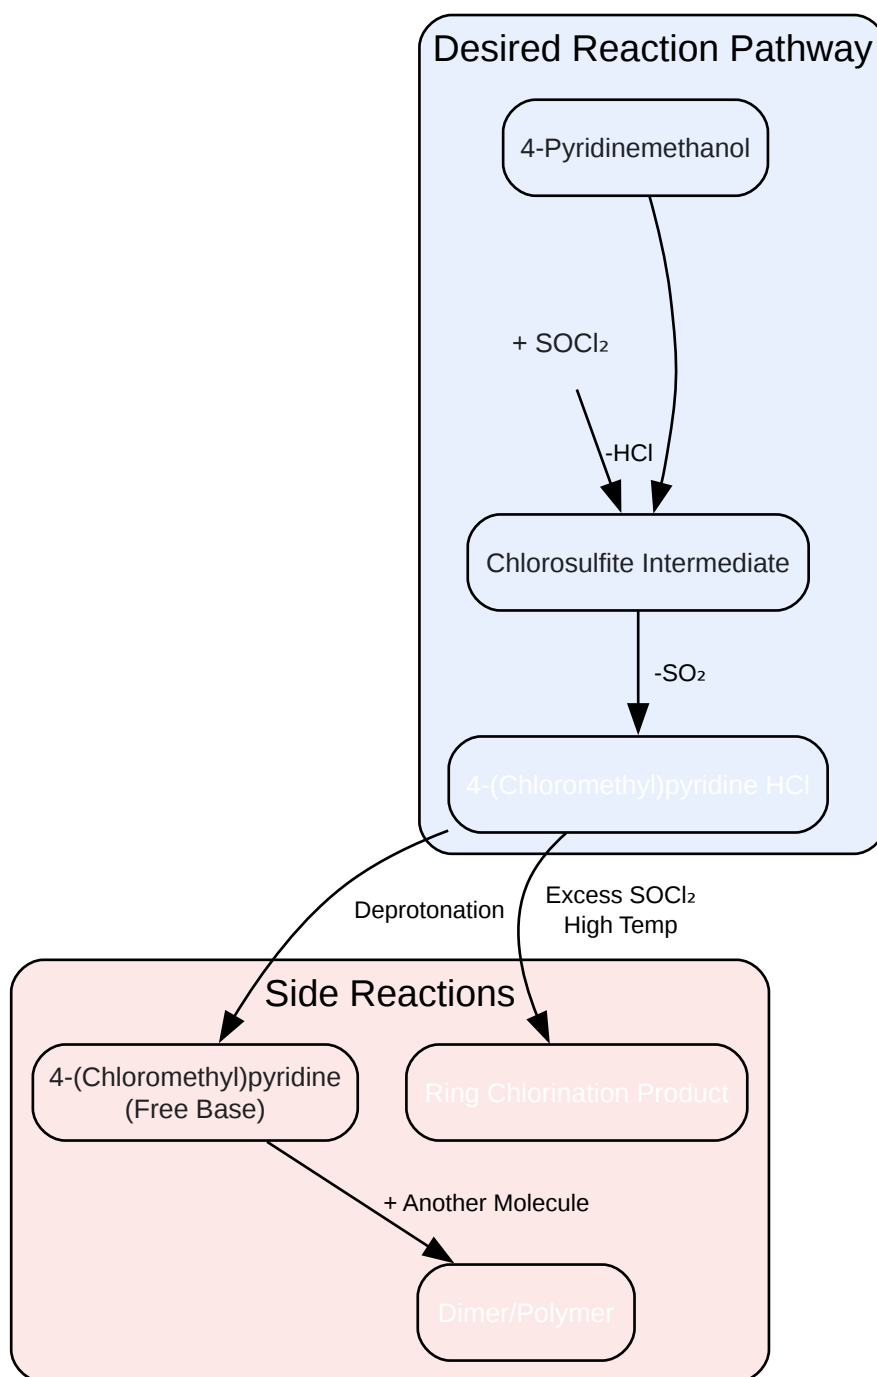 Desired Reaction Pathway
4-Pyridinemethanol
+ SOCl₂
-HCl
Chlorosulfite Intermediate
-SO₂
4-(Chloromethyl)pyridine HCl
Deprotonation
Excess SOCl₂
High Temp
Side Reactions
4-(Chloromethyl)pyridine
(Free Base)
Ring Chlorination Product
+ Another Molecule
Dimer/Polymer